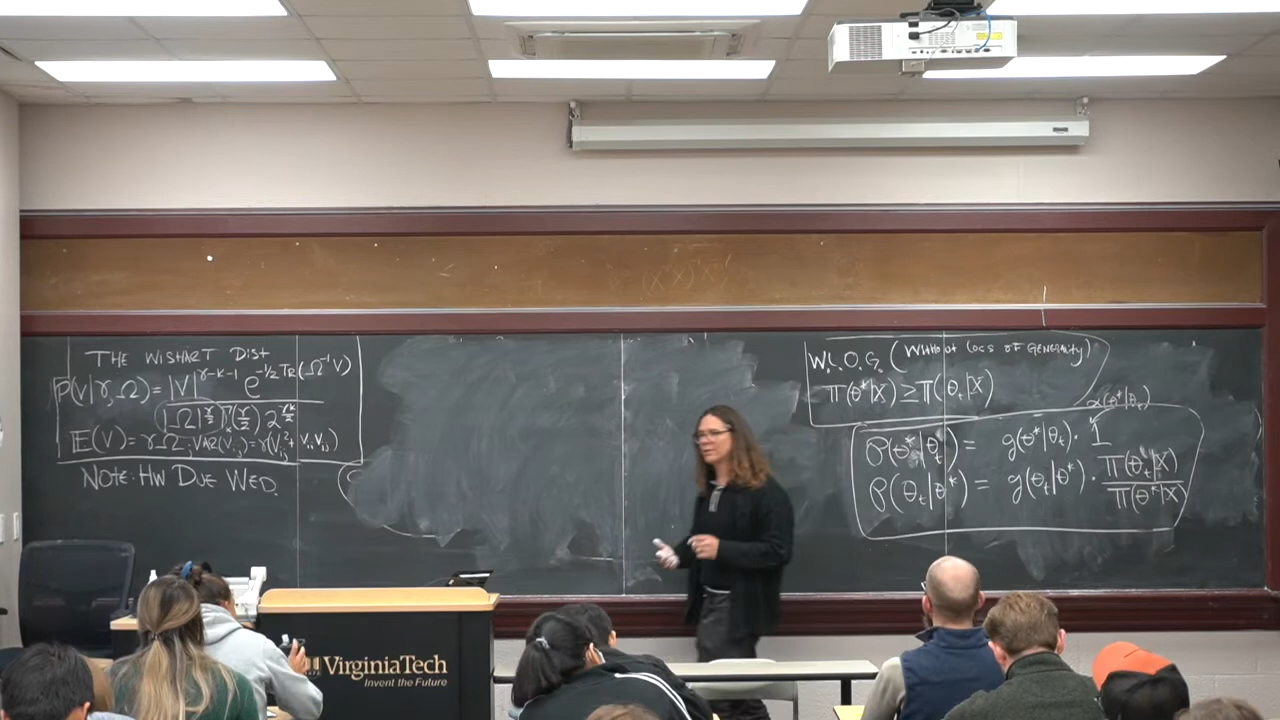 THE WISHART DIST
P(V|γ,Ω) = |V|^γ-k-1 e^-1/2 TR(Ω^-1 V)
|Ω|^γ/2 Γ_k(γ/2) 2^γk/2
E(V) = γΩ; VAR(V_ij) = γ(V_ij^2 + V_ii V_jj)
NOTE: HW DUE WED.
W.L.O.G. (WITHOUT LOCS OF GENERALITY)
π(θ*|X) ≥ π(θ_t|X)
α(θ*|θ_t)
P(θ*|θ_t) = g(θ*|θ_t) · 1
P(θ_t|θ*) = g(θ_t|θ*) · π(θ_t|X) / π(θ*|X)
VirginiaTech
Invent the Future